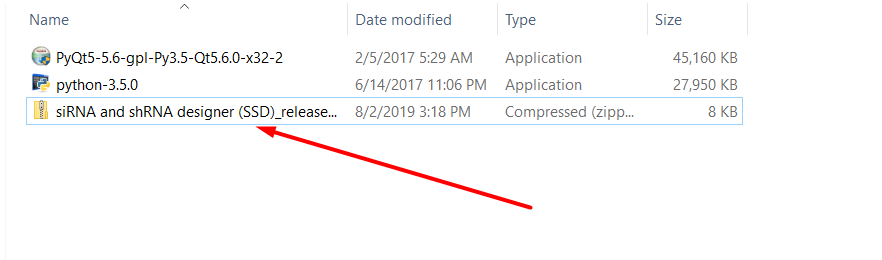 Name Date modified Type Size
PyQt5-5.6-gpl-Py3.5-Qt5.6.0-x32-2 2/5/2017 5:29 AM Application 45,160 KB
python-3.5.0 6/14/2017 11:06 PM Application 27,950 KB
siRNA and shRNA designer (SSD)_release... 8/2/2019 3:18 PM Compressed (zipp... 8 KB